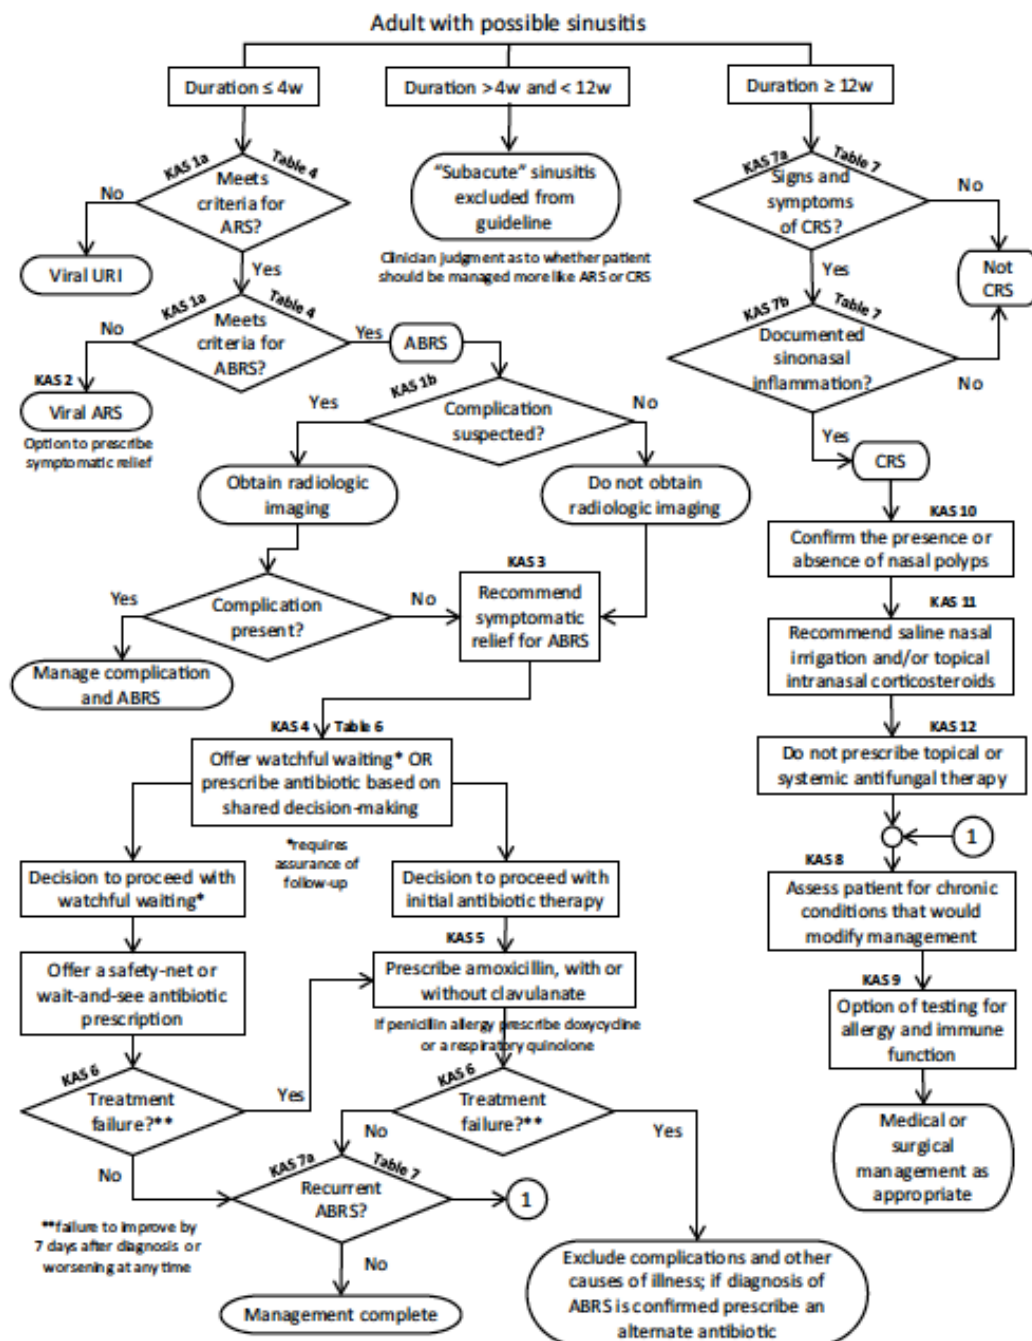 Adult with possible sinusitis
Duration ≤ 4w
Duration >4w and < 12w
Duration ≥ 12w
KAS 1a
Table 4
Meets
criteria for
ARS?
No
Viral URI
Yes
"Subacute" sinusitis
excluded from
guideline
Clinician judgment as to whether patient
should be managed more like ARS or CRS
KAS 7a
Table 7
Signs and
symptoms
of CRS?
No
Yes
Not
CRS
KAS 1a
Table 4
Meets
criteria for
ABRS?
No
Yes
ABRS
KAS 2
Viral ARS
Option to prescribe
symptomatic relief
KAS 7b
Table 7
Documented
sinonasal
inflammation?
No
Yes
CRS
KAS 1b
Complication
suspected?
Yes
No
Obtain radiologic
imaging
Do not obtain
radiologic imaging
KAS 10
Confirm the presence or
absence of nasal polyps
Complication
present?
Yes
No
KAS 3
Recommend
symptomatic
relief for ABRS
Manage complication
and ABRS
KAS 11
Recommend saline nasal
irrigation and/or topical
intranasal corticosteroids
KAS 4
Table 6
Offer watchful waiting* OR
prescribe antibiotic based on
shared decision-making
*requires
assurance of
follow-up
KAS 12
Do not prescribe topical or
systemic antifungal therapy
1
Decision to proceed with
watchful waiting*
Decision to proceed with
initial antibiotic therapy
KAS 8
Assess patient for chronic
conditions that would
modify management
Offer a safety-net or
wait-and-see antibiotic
prescription
KAS 5
Prescribe amoxicillin, with or
without clavulanate
If penicillin allergy prescribe doxycycline
or a respiratory quinolone
KAS 9
Option of testing for
allergy and immune
function
KAS 6
Treatment
failure?**
Yes
No
KAS 6
Treatment
failure?**
No
Yes
Medical or
surgical
management as
appropriate
KAS 7a
Table 7
Recurrent
ABRS?
1
No
**failure to improve by
7 days after diagnosis or
worsening at any time
Management complete
Exclude complications and other
causes of illness; if diagnosis of
ABRS is confirmed prescribe an
alternate antibiotic